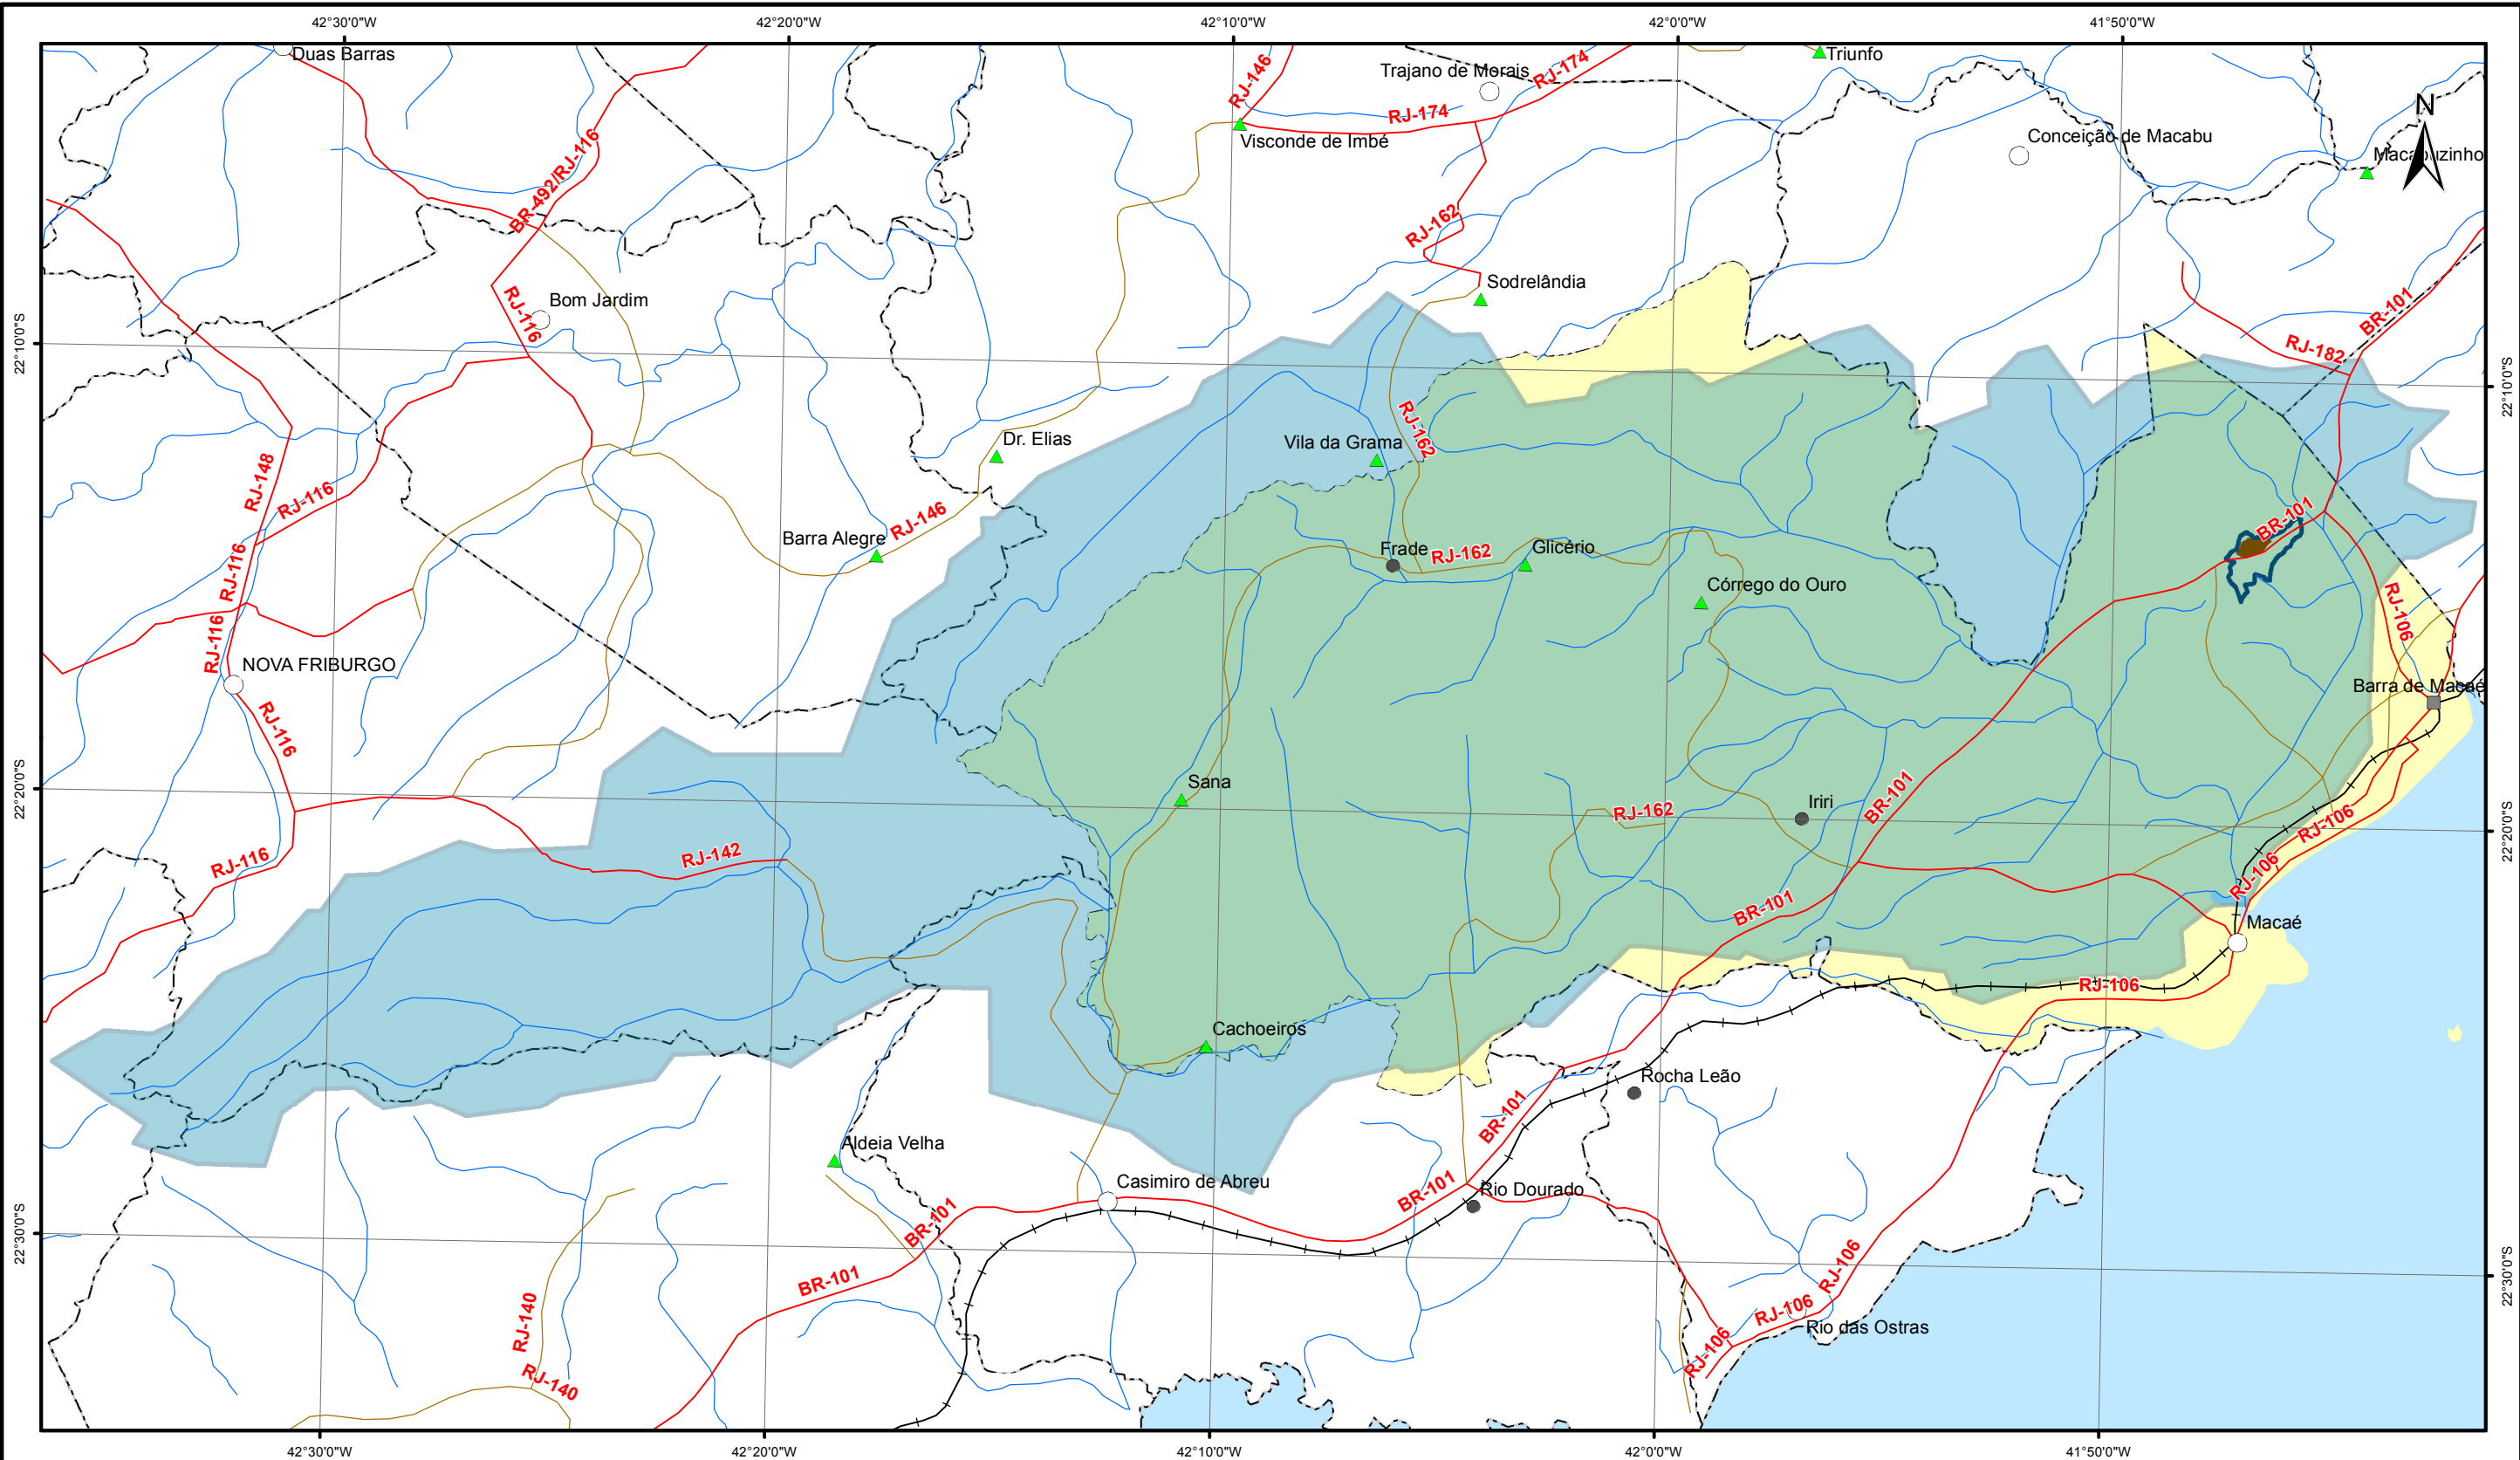 42°30'0"W
42°20'0"W
42°10'0"W
42°0'0"W
41°50'0"W
Duas Barras
RJ-146
Trajano de Morais
RJ-174
Triunfo
N
RJ-174
Visconde de Imbé
Conceição de Macabu
BR-492/RJ-116
Macabuzinho
RJ-162
Sodrelândia
Bom Jardim
RJ-116
BR-101
RJ-182
22°10'0"S
22°10'0"S
RJ-162
Dr. Elias
Vila da Grama
RJ-148
RJ-116
RJ-146
Barra Alegre
BR-101
Frade
RJ-162
Glicério
RJ-116
Córrego do Ouro
RJ-106
RJ-116
NOVA FRIBURGO
Barra de Macaé
RJ-116
22°20'0"S
Sana
BR-101
Iriri
RJ-162
RJ-106
22°20'0"S
RJ-142
RJ-116
RJ-106
BR-101
Macaé
RJ-106
Cachoeiros
Rocha Leão
BR-101
Aldeia Velha
Casimiro de Abreu
BR-101
Rio Dourado
BR-101
22°30'0"S
BR-101
RJ-106
22°30'0"S
RJ-140
RJ-106
Rio das Ostras
RJ-106
RJ-140
42°30'0"W
42°20'0"W
42°10'0"W
42°0'0"W
41°50'0"W